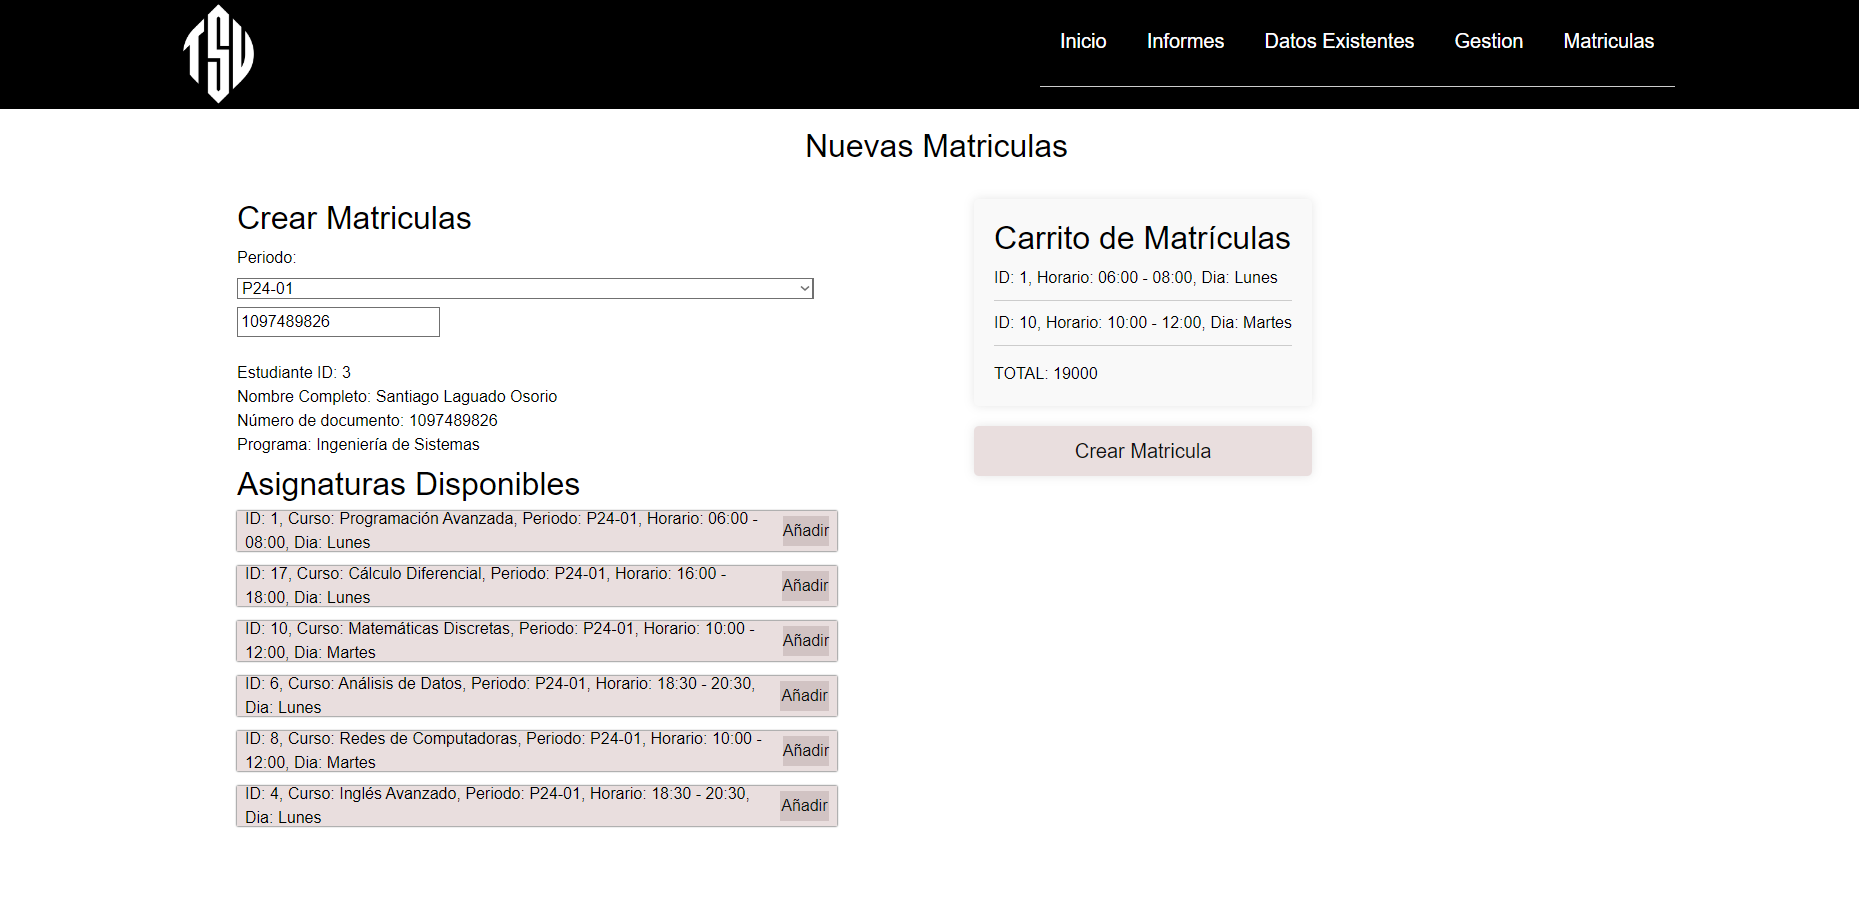 TSU
Inicio
Informes
Datos Existentes
Gestion
Matriculas
Nuevas Matriculas
Crear Matriculas
Periodo:
P24-01
1097489826
Estudiante ID: 3
Nombre Completo: Santiago Laguado Osorio
Número de documento: 1097489826
Programa: Ingeniería de Sistemas
Asignaturas Disponibles
ID: 1, Curso: Programación Avanzada, Periodo: P24-01, Horario: 06:00 -
08:00, Dia: Lunes
Añadir
ID: 17, Curso: Cálculo Diferencial, Periodo: P24-01, Horario: 16:00 -
18:00, Dia: Lunes
Añadir
ID: 10, Curso: Matemáticas Discretas, Periodo: P24-01, Horario: 10:00 -
12:00, Dia: Martes
Añadir
ID: 6, Curso: Análisis de Datos, Periodo: P24-01, Horario: 18:30 - 20:30,
Dia: Lunes
Añadir
ID: 8, Curso: Redes de Computadoras, Periodo: P24-01, Horario: 10:00 -
12:00, Dia: Martes
Añadir
ID: 4, Curso: Inglés Avanzado, Periodo: P24-01, Horario: 18:30 - 20:30,
Dia: Lunes
Añadir
Carrito de Matrículas
ID: 1, Horario: 06:00 - 08:00, Dia: Lunes
ID: 10, Horario: 10:00 - 12:00, Dia: Martes
TOTAL: 19000
Crear Matricula